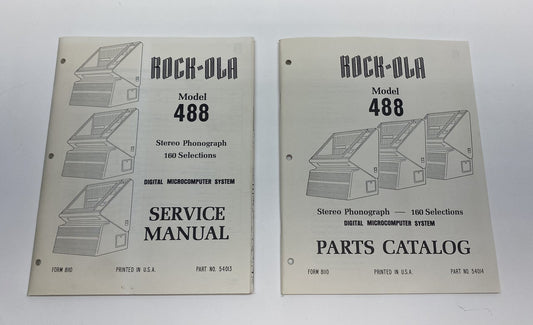 ROCK-OLA
Model
488
Stereo Phonograph
160 Selections
DIGITAL MICROCOMPUTER SYSTEM
SERVICE
MANUAL
FORM 8110 PRINTED IN U.S.A. PART NO. 54013
ROCK-OLA
Model
488
Stereo Phonograph — 160 Selections
DIGITAL MICROCOMPUTER SYSTEM
PARTS CATALOG
FORM 8110 PRINTED IN U.S.A. PART NO. 54014